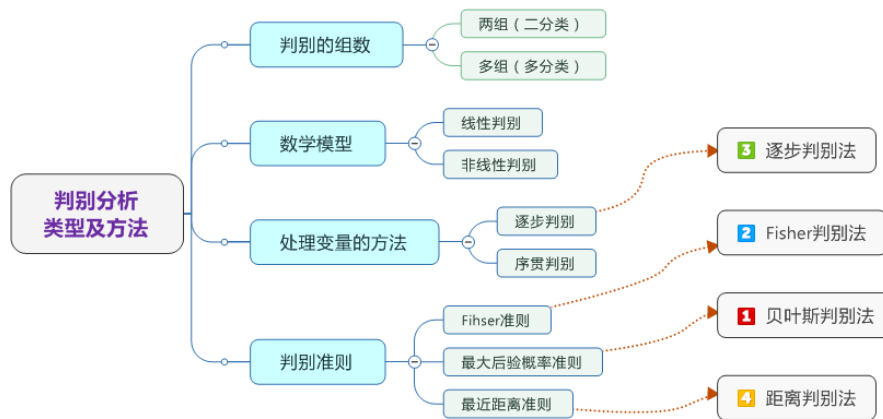 判别分析
类型及方法
判别的组数
两组（二分类）
多组（多分类）
数学模型
线性判别
非线性判别
处理变量的方法
逐步判别
序贯判别
判别准则
Fihser准则
最大后验概率准则
最近距离准则
3 逐步判别法
2 Fisher判别法
1 贝叶斯判别法
4 距离判别法